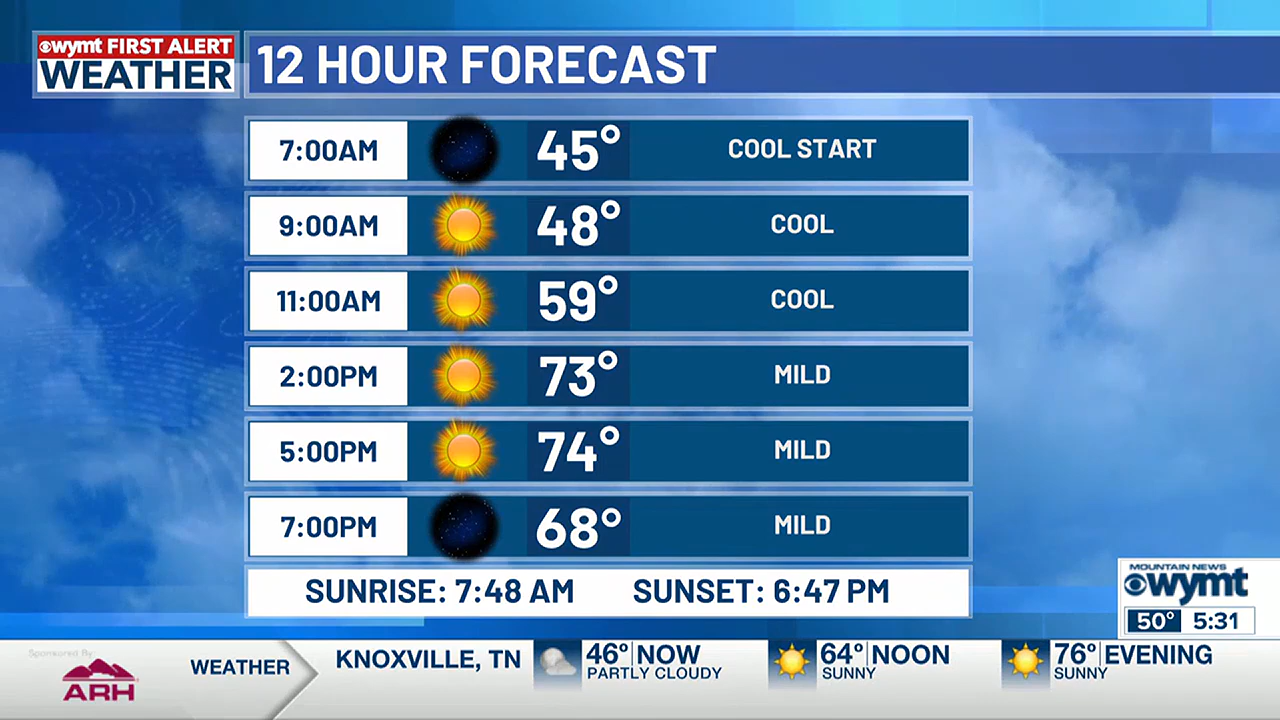 wymt FIRST ALERT
WEATHER
12 HOUR FORECAST
7:00AM 45° COOL START
9:00AM 48° COOL
11:00AM 59° COOL
2:00PM 73° MILD
5:00PM 74° MILD
7:00PM 68° MILD
SUNRISE: 7:48 AM SUNSET: 6:47 PM
MOUNTAIN NEWS
wymt
50° 5:31
Sponsored By
ARH
WEATHER
KNOXVILLE, TN
46° NOW
PARTLY CLOUDY
64° NOON
SUNNY
76° EVENING
SUNNY